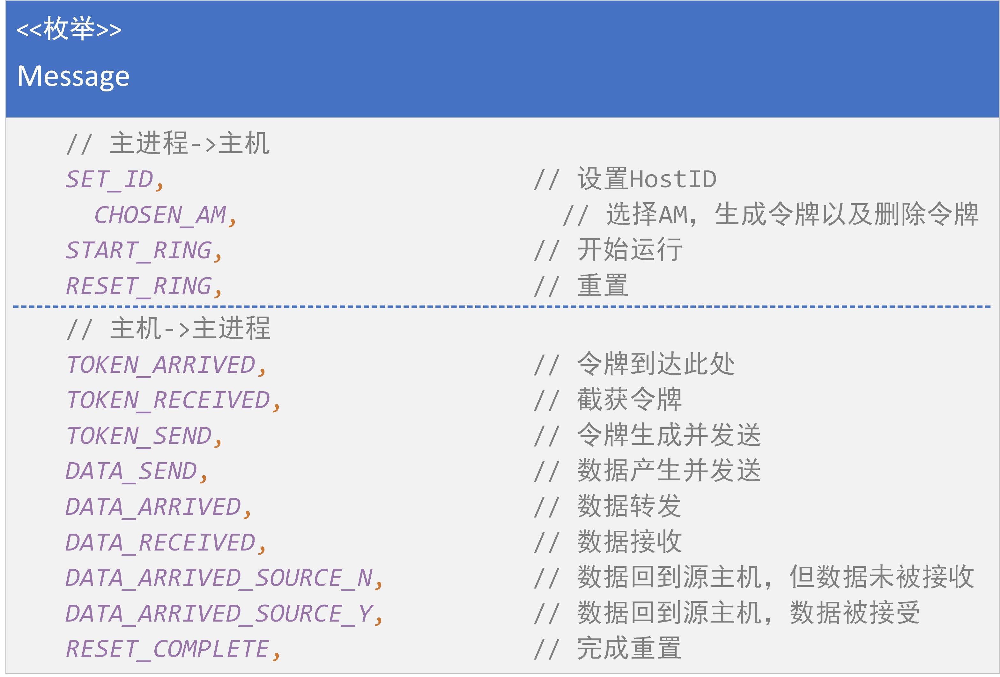 <<枚举>>
Message
// 主进程->主机
SET_ID, // 设置HostID
CHOSEN_AM, // 选择AM，生成令牌以及删除令牌
START_RING, // 开始运行
RESET_RING, // 重置
// 主机->主进程
TOKEN_ARRIVED, // 令牌到达此处
TOKEN_RECEIVED, // 截获令牌
TOKEN_SEND, // 令牌生成并发送
DATA_SEND, // 数据产生并发送
DATA_ARRIVED, // 数据转发
DATA_RECEIVED, // 数据接收
DATA_ARRIVED_SOURCE_N, // 数据回到源主机，但数据未被接收
DATA_ARRIVED_SOURCE_Y, // 数据回到源主机，数据被接受
RESET_COMPLETE, // 完成重置